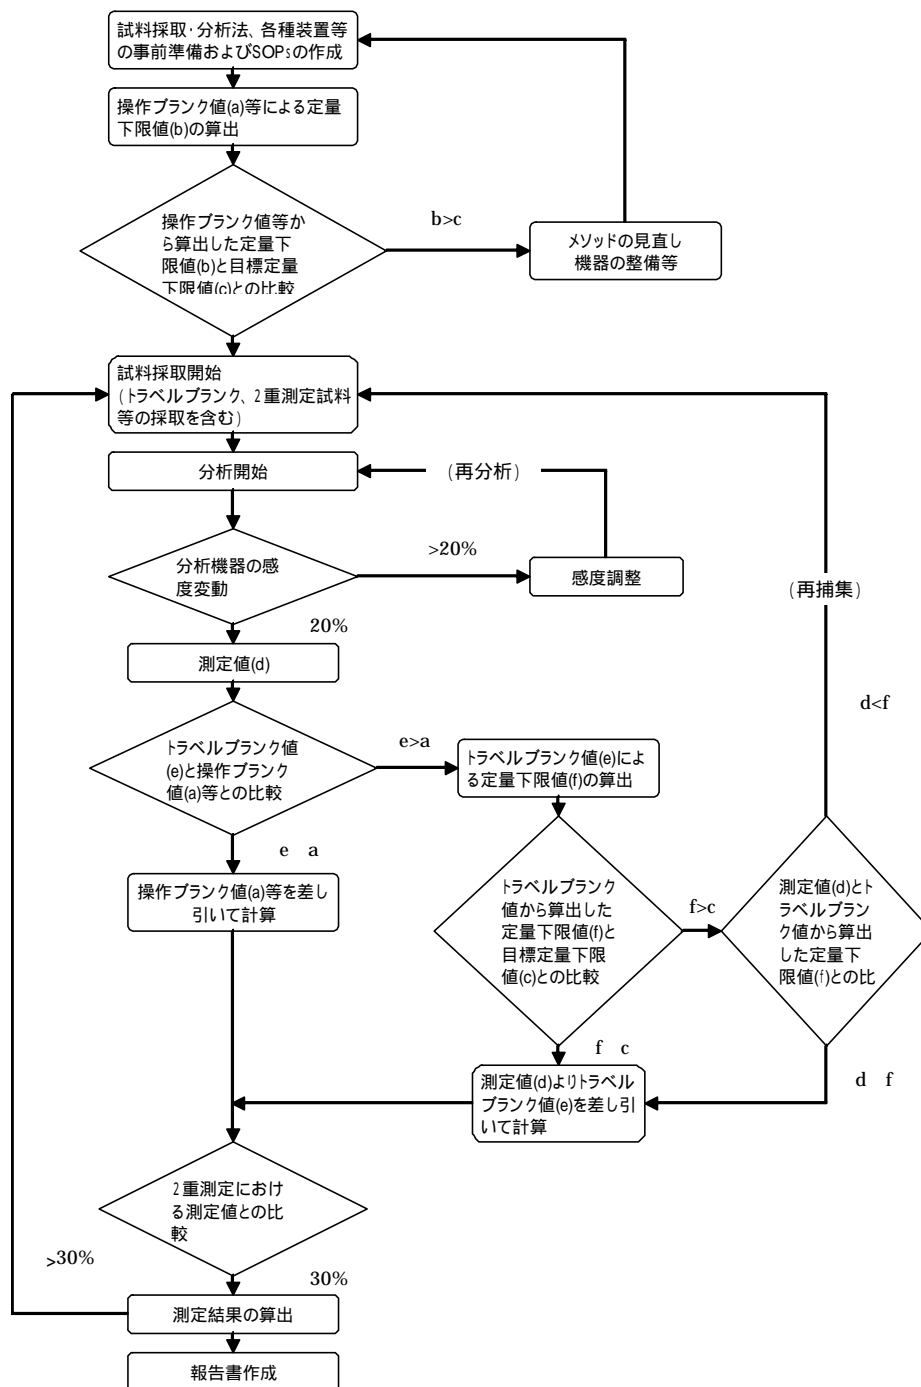 試料採取・分析法、各種装置等
の事前準備およびSOPsの作成
操作ブランク値(a)等による定量
下限値(b)の算出
操作ブランク値等か
ら算出した定量下
限値(b)と目標定量
下限値(c)との比較
b>c
メソッドの見直し
機器の整備等
試料採取開始
(トラベルブランク、2重測定試料
等の採取を含む)
分析開始
(再分析)
分析機器の感
度変動
>20%
感度調整
(再捕集)
20%
測定値(d)
d<f
トラベルブランク値
(e)と操作ブランク
値(a)等との比較
e>a
トラベルブランク値(e)によ
る定量下限値(f)の算出
e a
操作ブランク値(a)等を差し
引いて計算
トラベルブランク
値から算出した
定量下限値(f)と
目標定量下限
値(c)との比較
f>c
測定値(d)とト
ラベルブラン
ク値から算出
した定量下
限値(f)との比
f c
d f
測定値(d)よりトラベル
ブランク値(e)を差し引
いて計算
2重測定におけ
る測定値との比
較
>30%
30%
測定結果の算出
報告書作成